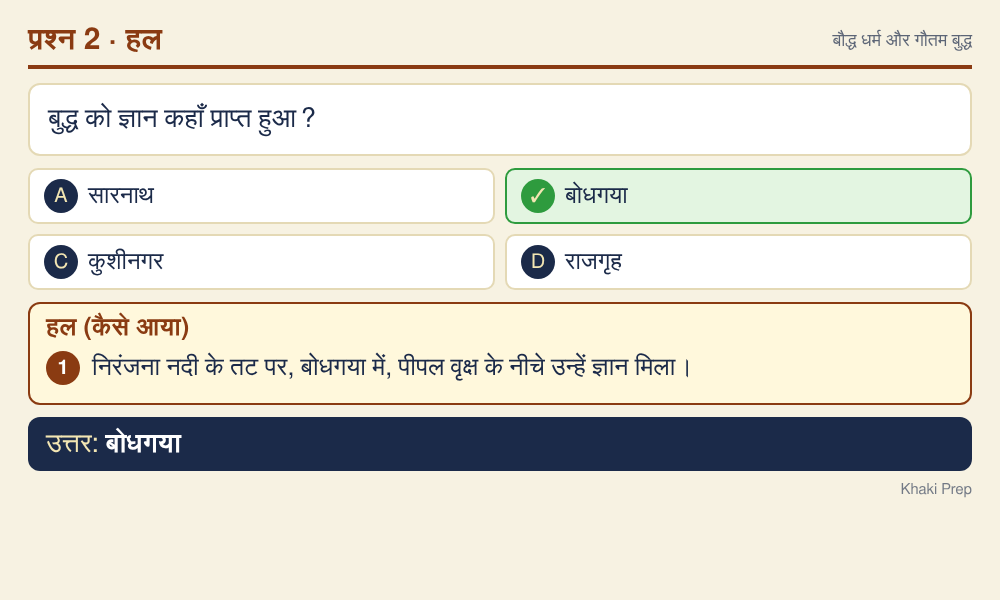 प्रश्न 2 · हल
बौद्ध धर्म और गौतम बुद्ध
बुद्ध को ज्ञान कहाँ प्राप्त हुआ ?
A सारनाथ
✓ बोधगया
C कुशीनगर
D राजगृह
हल (कैसे आया)
1 निरंजना नदी के तट पर, बोधगया में, पीपल वृक्ष के नीचे उन्हें ज्ञान मिला।
उत्तर: बोधगया
Khaki Prep